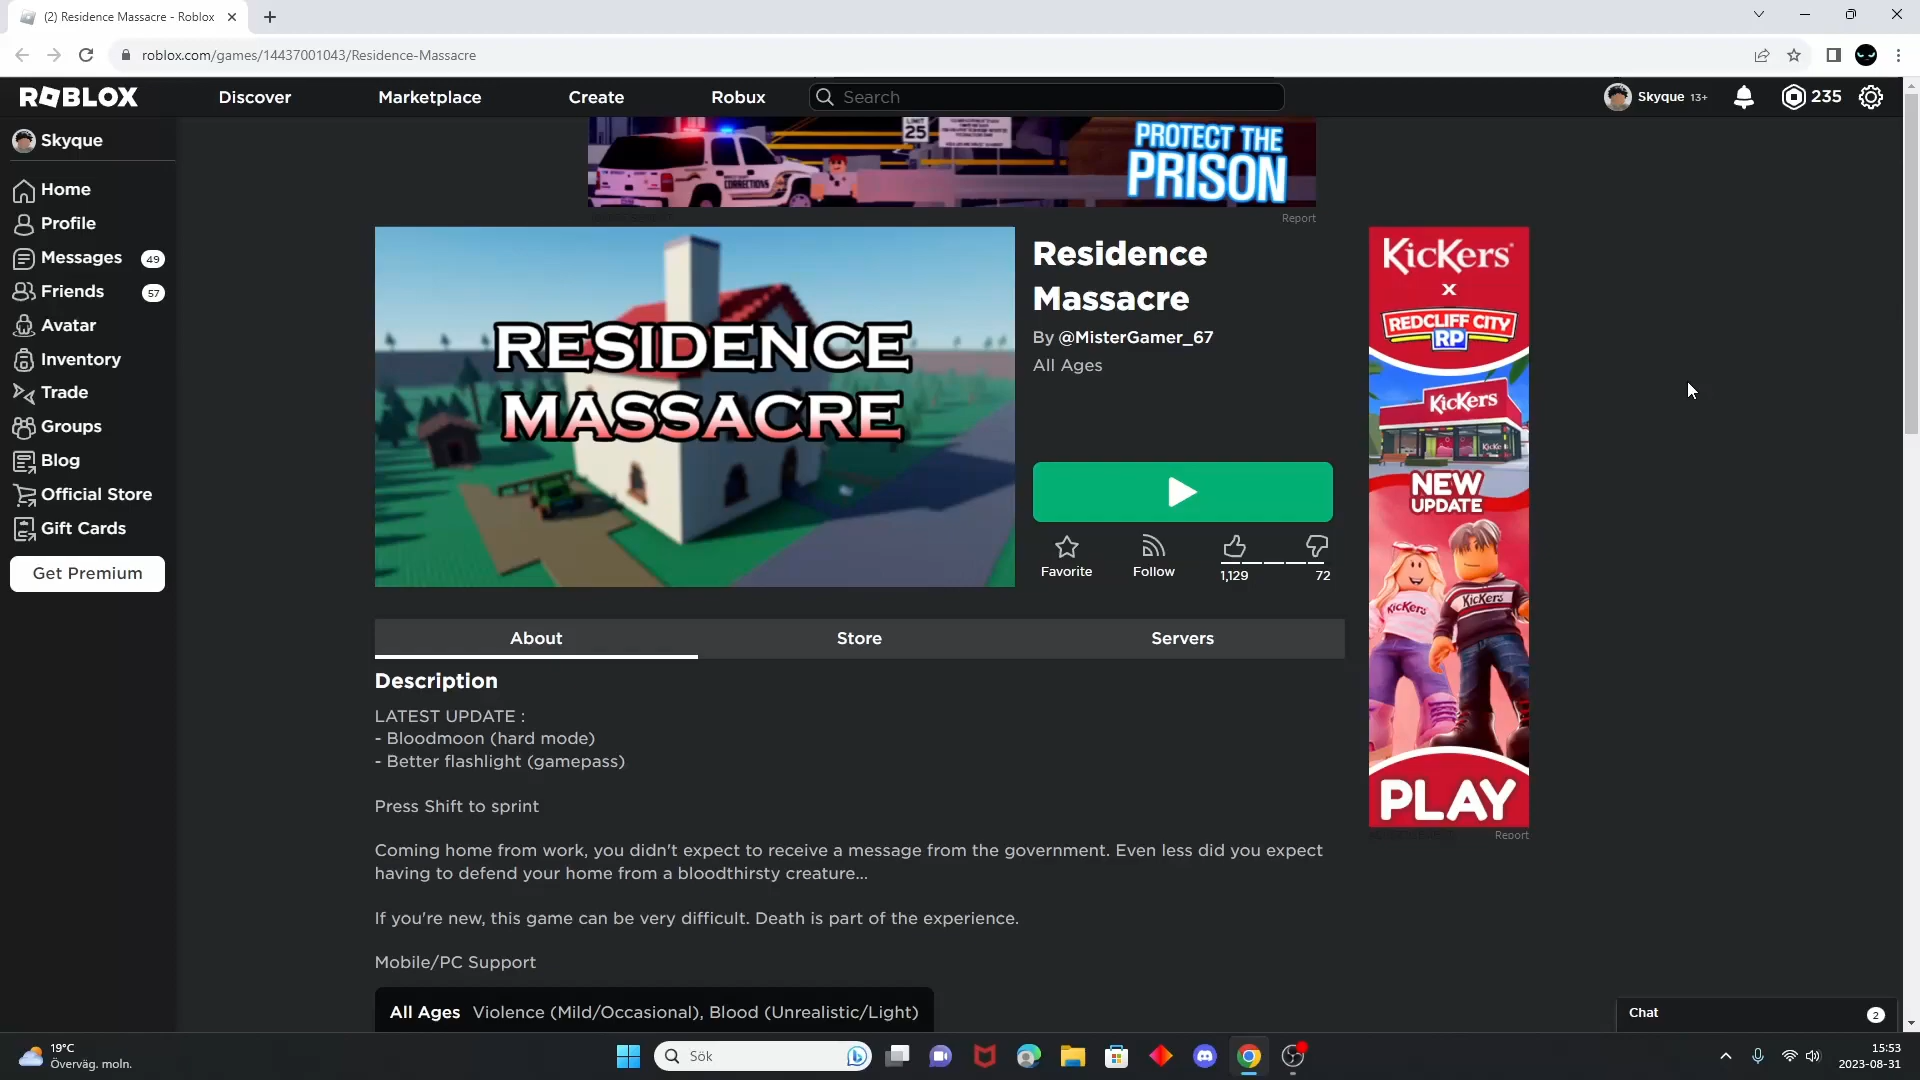 (2) Residence Massacre - Roblox
roblox.com/games/14437001043/Residence-Massacre
ROBLOX
Discover
Marketplace
Create
Robux
Search
Skyque 13+
235
Skyque
Home
Profile
Messages 49
Friends 57
Avatar
Inventory
Trade
Groups
Blog
Official Store
Gift Cards
Get Premium
LIMIT
25
CORRECTIONS
PROTECT THE
PRISON
Report
RESIDENCE
MASSACRE
Residence
Massacre
By @MisterGamer_67
All Ages
Favorite
Follow
1,129
72
KicKers
X
REDCLIFF CITY
RP
KicKers
NEW
UPDATE
KicKers
KicKers
PLAY
Report
About
Store
Servers
Description
LATEST UPDATE :
- Bloodmoon (hard mode)
- Better flashlight (gamepass)
Press Shift to sprint
Coming home from work, you didn't expect to receive a message from the government. Even less did you expect
having to defend your home from a bloodthirsty creature...
If you're new, this game can be very difficult. Death is part of the experience.
Mobile/PC Support
All Ages Violence (Mild/Occasional), Blood (Unrealistic/Light)
Chat 2
19°C
Överväg. moln.
Sök
15:53
2023-08-31